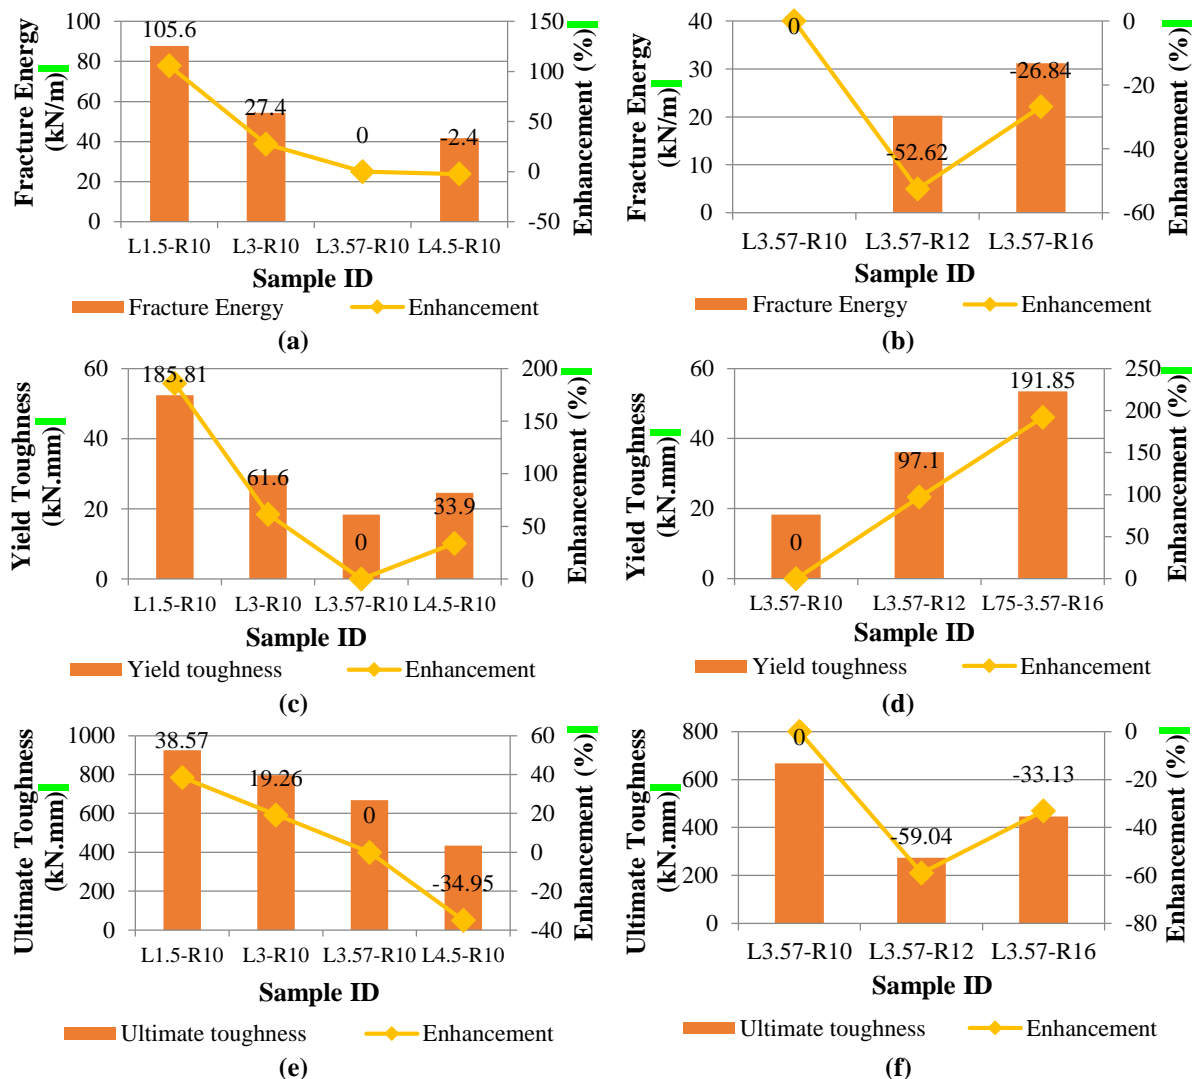 Fracture Energy
(kN/m)
100
80
60
40
20
0
105.6
27.4
0
-2.4
150
100
50
0
-50
Enhancement (%)
L1.5-R10 L3-R10 L3.57-R10 L4.5-R10
Sample ID
Fracture Energy Enhancement
(a)
Fracture Energy
(kN/m)
40
30
20
10
0
0
-52.62
-26.84
0
-20
-40
-60
Enhancement (%)
L3.57-R10 L3.57-R12 L3.57-R16
Sample ID
Fracture Energy Enhancement
(b)
Yield Toughness
(kN.mm)
60
40
20
0
185.81
61.6
0
33.9
200
150
100
50
0
Enhancement (%)
L1.5-R10 L3-R10 L3.57-R10 L4.5-R10
Sample ID
Yield toughness Enhancement
(c)
Yield Toughness
(kN.mm)
60
40
20
0
0
97.1
191.85
250
200
150
100
50
0
Enhancement (%)
L3.57-R10 L3.57-R12 L75-3.57-R16
Sample ID
Yield toughness Enhancement
(d)
Ultimate Toughness
(kN.mm)
1000
800
600
400
200
0
38.57
19.26
0
-34.95
60
40
20
0
-20
-40
Enhancement (%)
L1.5-R10 L3-R10 L3.57-R10 L4.5-R10
Sample ID
Ultimate toughness Enhancement
(e)
Ultimate Toughness
(kN.mm)
800
600
400
200
0
0
-59.04
-33.13
0
-20
-40
-60
-80
Enhancement (%)
L3.57-R10 L3.57-R12 L3.57-R16
Sample ID
Ultimate toughness Enhancement
(f)